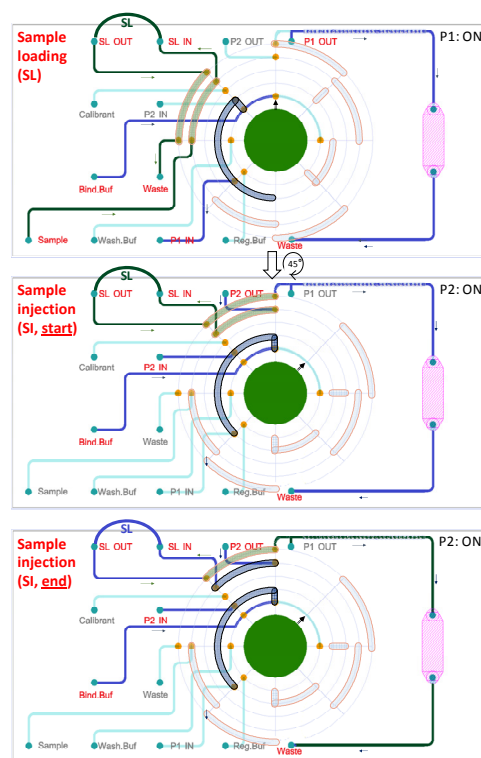 Sample
loading
(SL)
SL
SL OUT SL IN P2 OUT P1 OUT P1: ON
Calibrant P2 IN
Bind.Buf Waste
Sample Wash.Buf P1 IN Reg.Buf Waste
45°
Sample
injection
(SI, start)
SL
SL OUT SL IN P2 OUT P1 OUT P2: ON
Calibrant P2 IN
Bind.Buf Waste
Sample Wash.Buf P1 IN Reg.Buf Waste
Sample
injection
(SI, end)
SL
SL OUT SL IN P2 OUT P1 OUT P2: ON
Calibrant P2 IN
Bind.Buf Waste
Sample Wash.Buf P1 IN Reg.Buf Waste